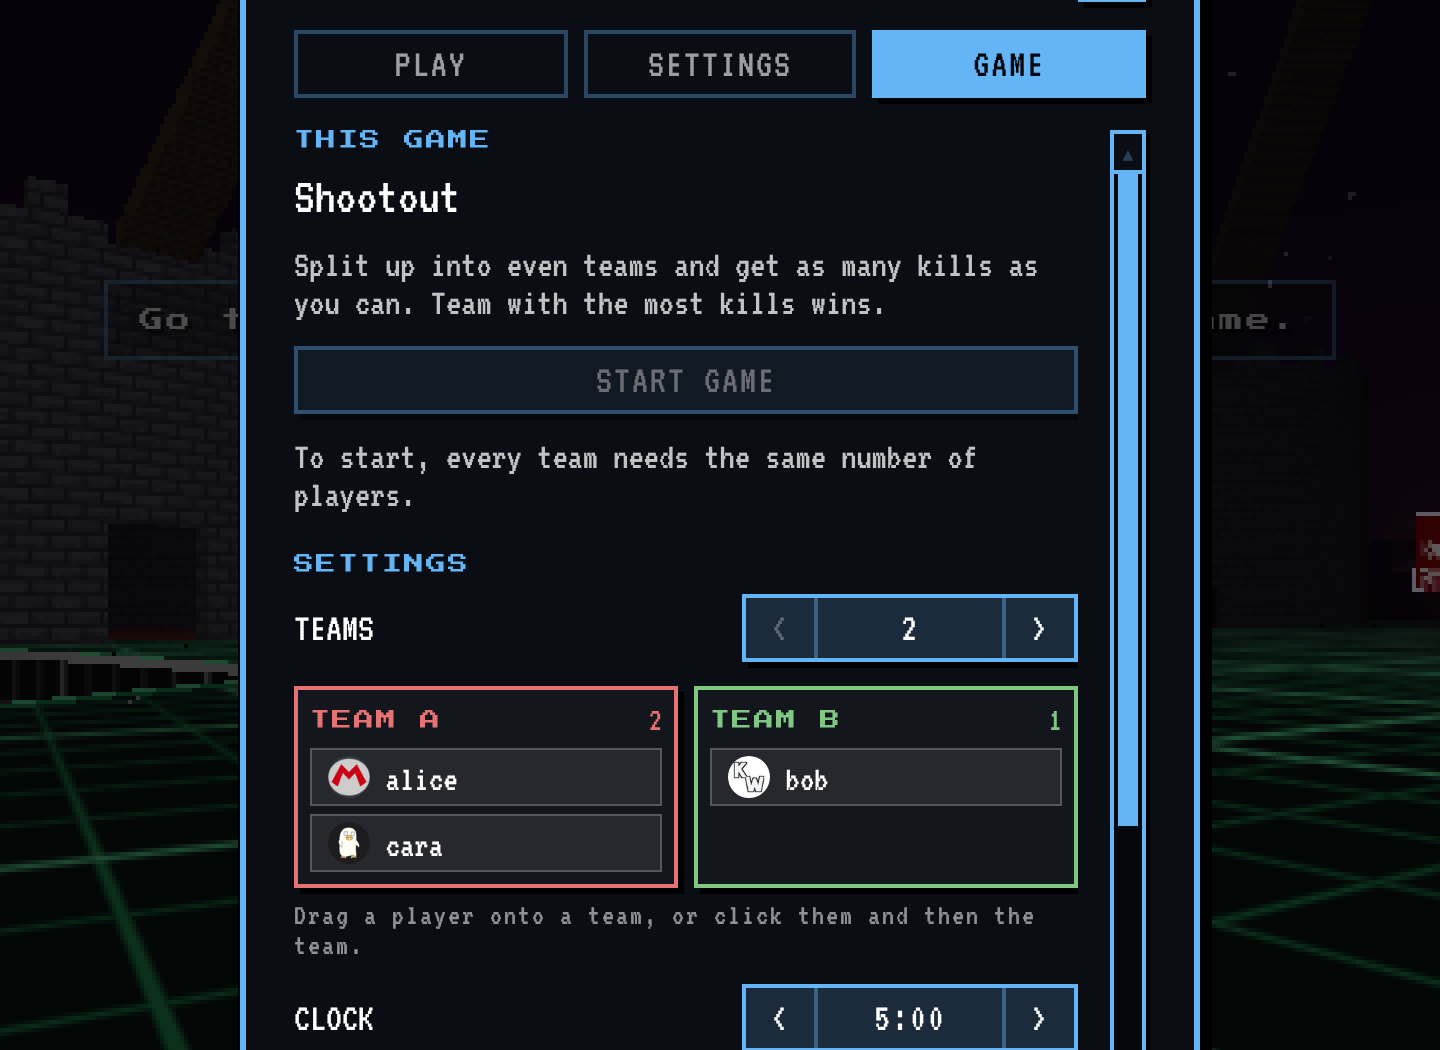 PLAY
SETTINGS
GAME
THIS GAME
Shootout
Split up into even teams and get as many kills as
you can. Team with the most kills wins.
Go
me.
START GAME
To start, every team needs the same number of
players.
SETTINGS
TEAMS
2
TEAM A
2
TEAM B
1
alice
KW
bob
cara
Drag a player onto a team, or click them and then the
team.
CLOCK
5:00